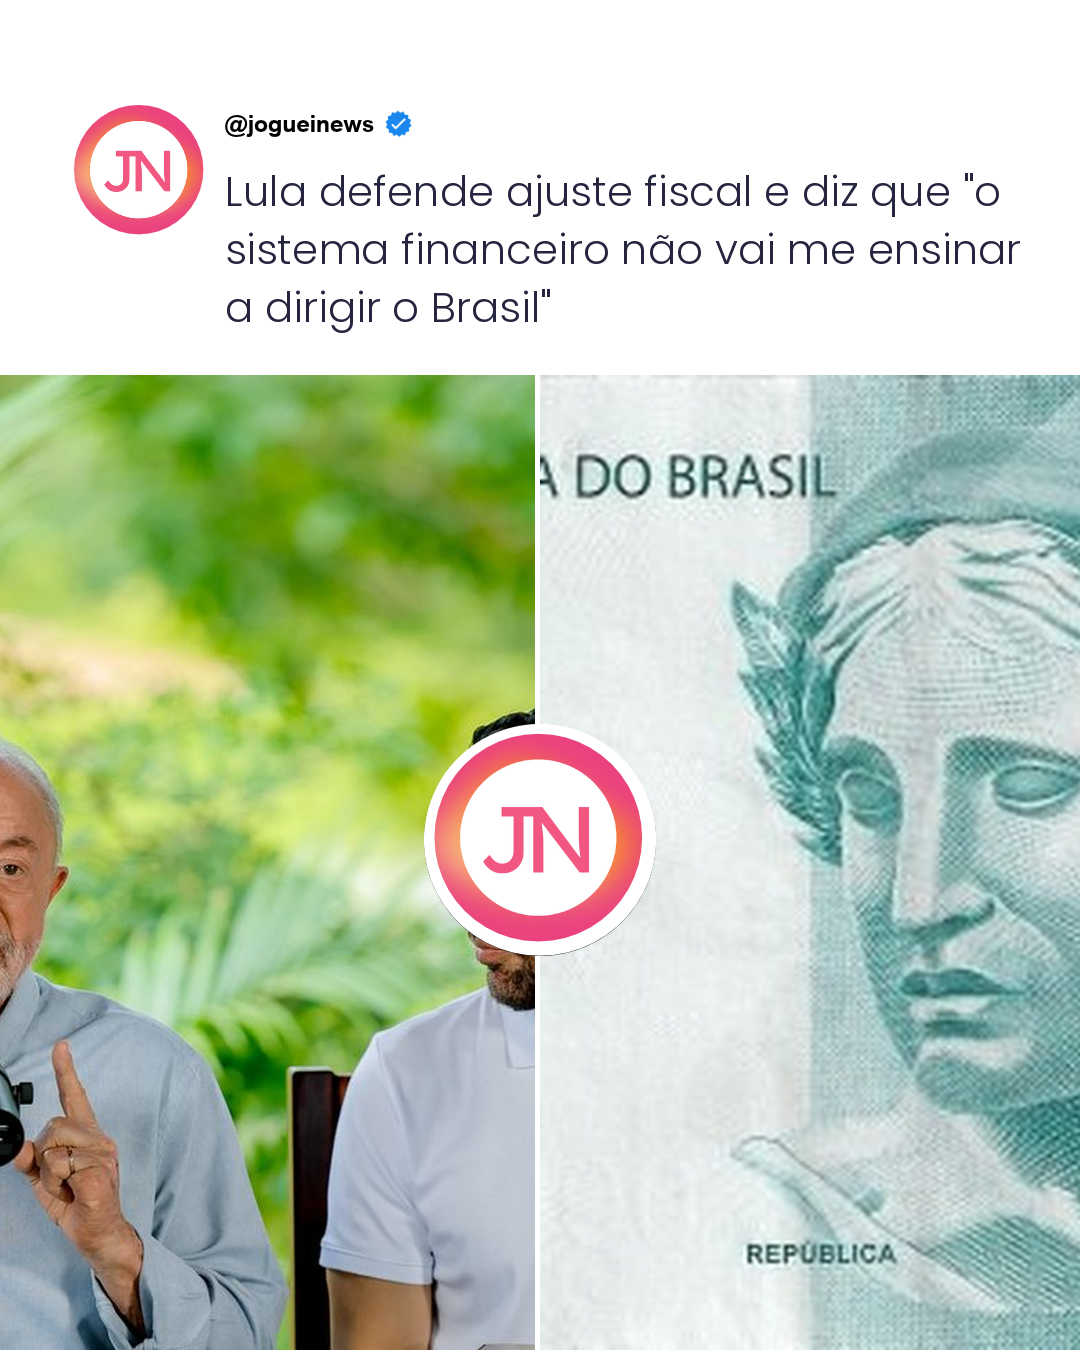 JN
@jogueinews
Lula defende ajuste fiscal e diz que "o
sistema financeiro não vai me ensinar
a dirigir o Brasil"
A DO BRASIL
JN
REPÚBLICA